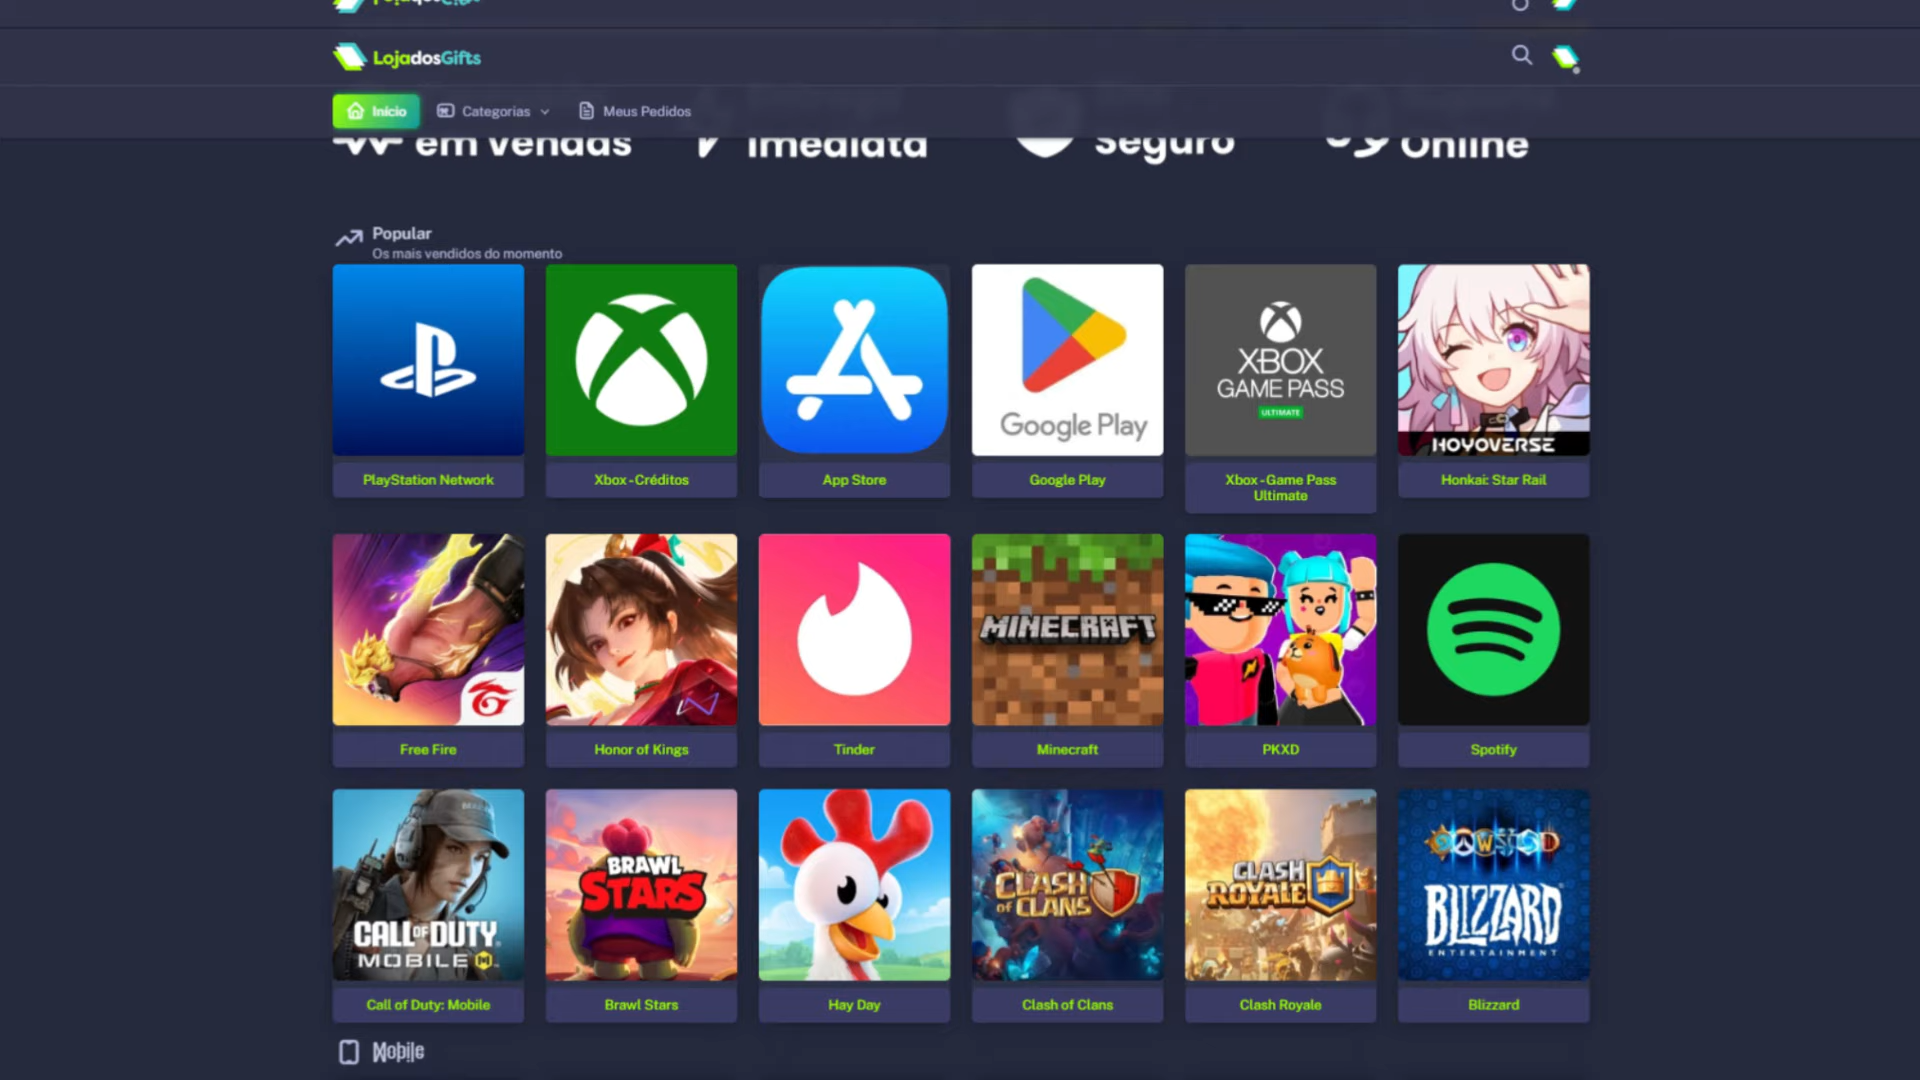 LojadosGifts
LojadosGifts
Início
Categorias
Meus Pedidos
em vendas
Imediata
Seguro
Online
Popular
Os mais vendidos do momento
Google Play
XBOX
GAME PASS
ULTIMATE
HOYOVERSE
PlayStation Network
Xbox - Créditos
App Store
Google Play
Xbox - Game Pass
Ultimate
Honkai: Star Rail
MINECRAFT
Free Fire
Honor of Kings
Tinder
Minecraft
PKXD
Spotify
CALL OF DUTY
MOBILE
BRAWL
STARS
CLASH
of CLANS
CLASH
ROYALE
BLIZZARD
ENTERTAINMENT
Call of Duty: Mobile
Brawl Stars
Hay Day
Clash of Clans
Clash Royale
Blizzard
Mobile